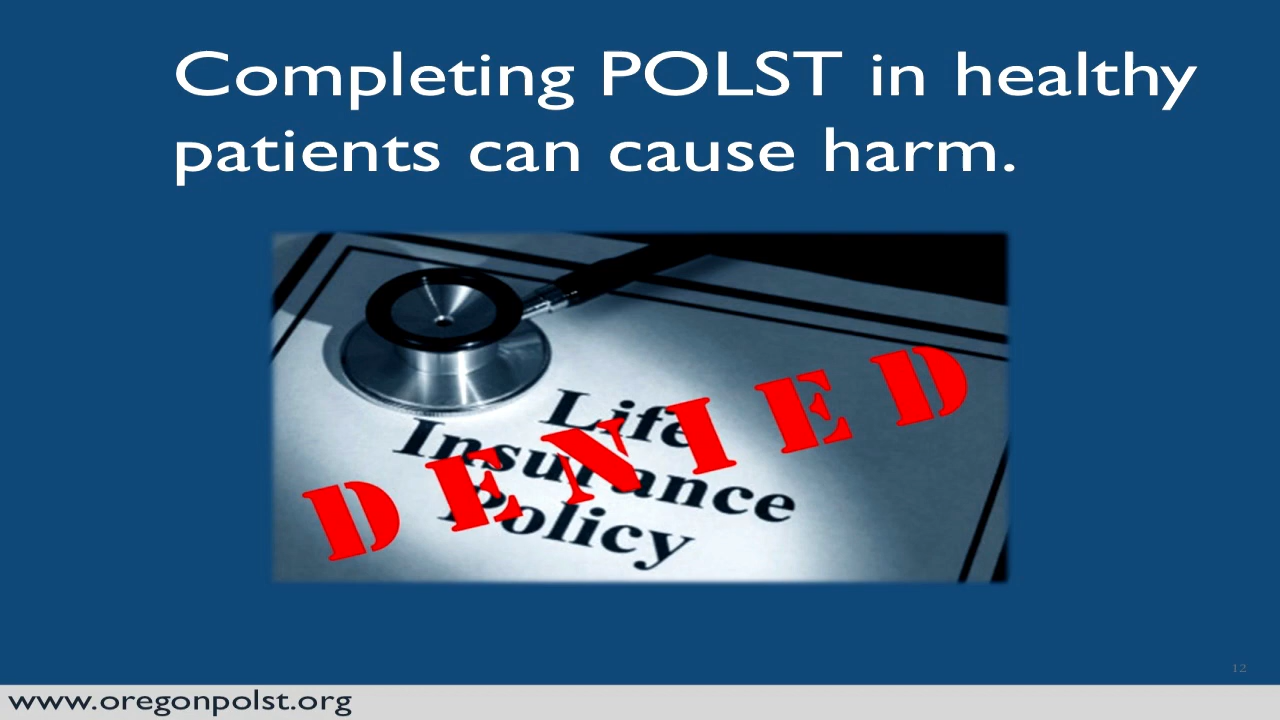 Completing POLST in healthy
patients can cause harm.
Life
Insurance
Policy
DENIED
12
www.oregonpolst.org